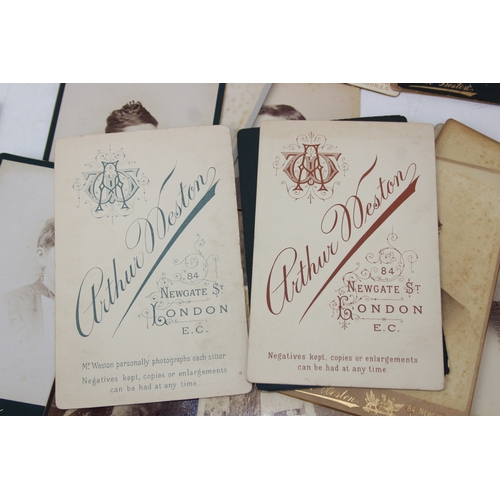 Arthur Weston
84
NEWGATE ST
LONDON
E.C.
Mr Weston personally photographs each sitter
Negatives kept, copies or enlargements
can be had at any time.
Arthur Weston
84
NEWGATE ST
LONDON
E.C.
Negatives kept, copies or enlargements
can be had at any time.
Weston
84